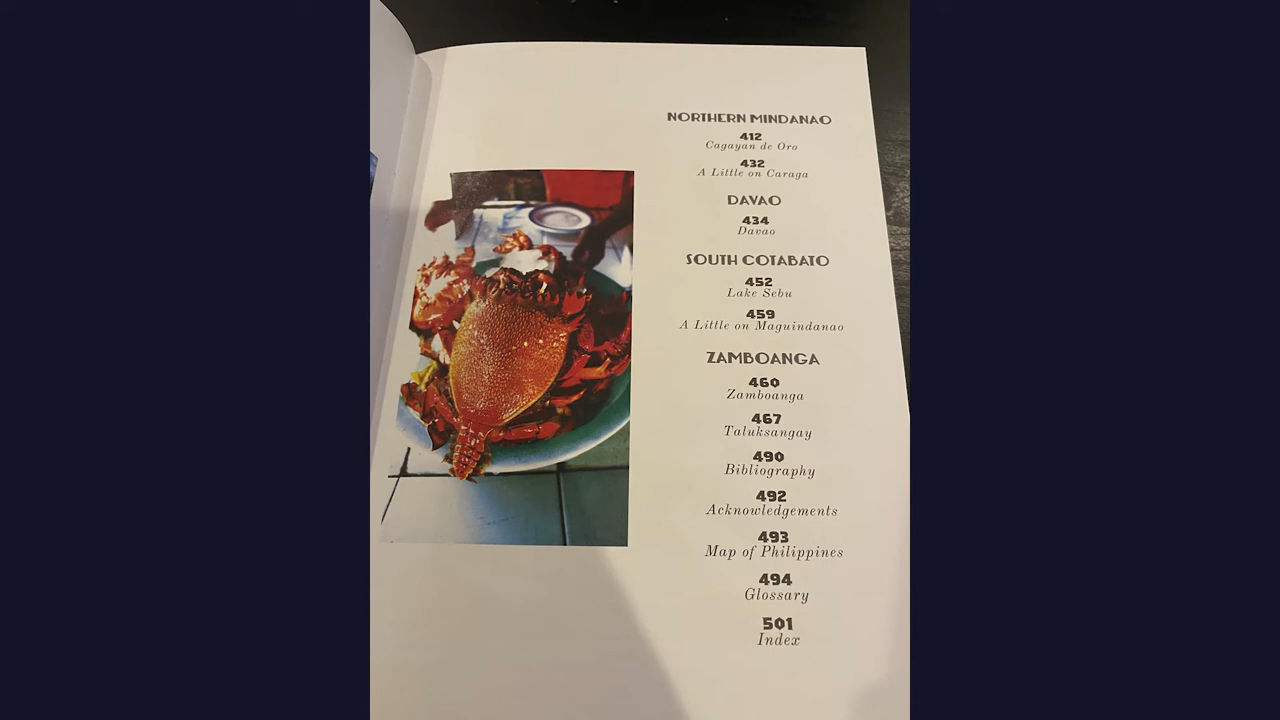 NORTHERN MINDANAO
412
Cagayan de Oro
432
A Little on Caraga
DAVAO
434
Davao
SOUTH COTABATO
452
Lake Sebu
459
A Little on Maguindanao
ZAMBOANGA
460
Zamboanga
467
Taluksangay
490
Bibliography
492
Acknowledgements
493
Map of Philippines
494
Glossary
501
Index